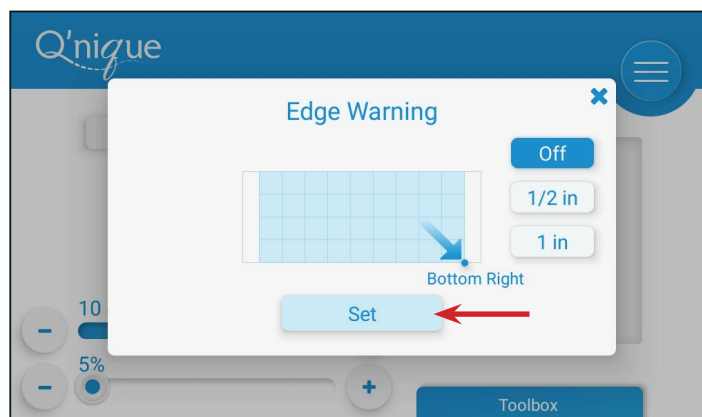 Q'nique
Edge Warning
Off
1/2 in
1 in
Bottom Right
Set
10
5%
Toolbox